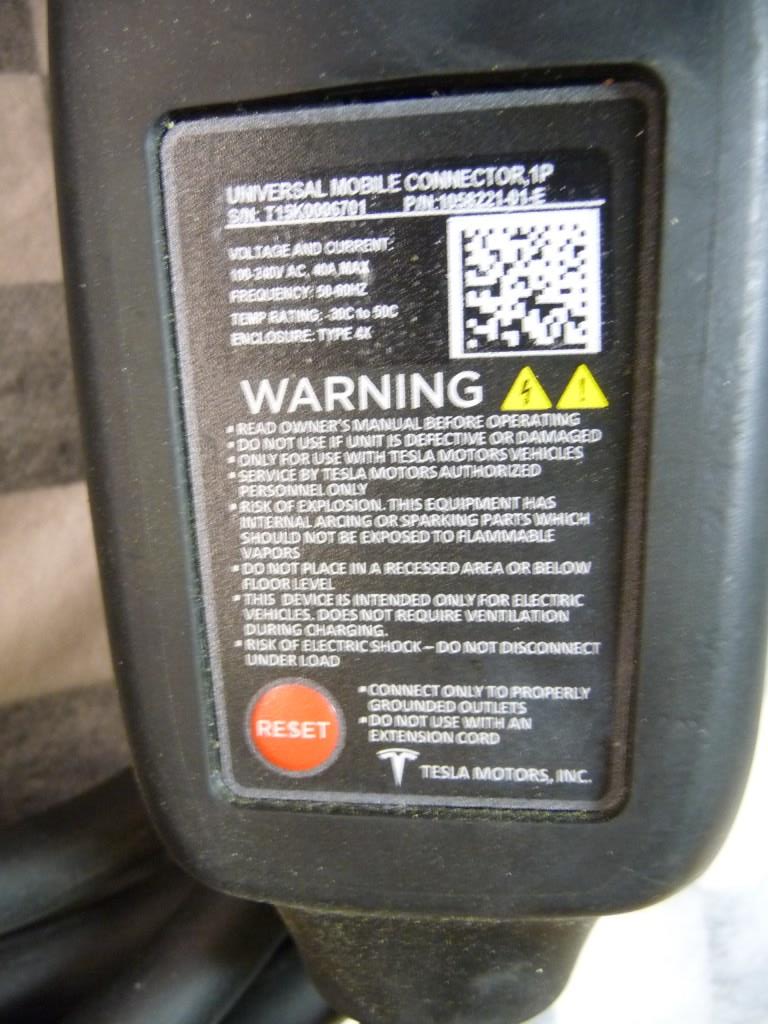 UNIVERSAL MOBILE CONNECTOR,1P
S/N: T15K0006701 P/N:1058221-01-E
VOLTAGE AND CURRENT:
100-240V AC, 40A MAX
FREQUENCY: 50-60HZ
TEMP RATING: -30C to 50C
ENCLOSURE: TYPE 4X
WARNING
• READ OWNER'S MANUAL BEFORE OPERATING
• DO NOT USE IF UNIT IS DEFECTIVE OR DAMAGED
• ONLY FOR USE WITH TESLA MOTORS VEHICLES
• SERVICE BY TESLA MOTORS AUTHORIZED
PERSONNEL ONLY
• RISK OF EXPLOSION. THIS EQUIPMENT HAS
INTERNAL ARCING OR SPARKING PARTS WHICH
SHOULD NOT BE EXPOSED TO FLAMMABLE
VAPORS
• DO NOT PLACE IN A RECESSED AREA OR BELOW
FLOOR LEVEL
• THIS DEVICE IS INTENDED ONLY FOR ELECTRIC
VEHICLES. DOES NOT REQUIRE VENTILATION
DURING CHARGING.
• RISK OF ELECTRIC SHOCK – DO NOT DISCONNECT
UNDER LOAD
RESET
• CONNECT ONLY TO PROPERLY
GROUNDED OUTLETS
• DO NOT USE WITH AN
EXTENSION CORD
TESLA MOTORS, INC.